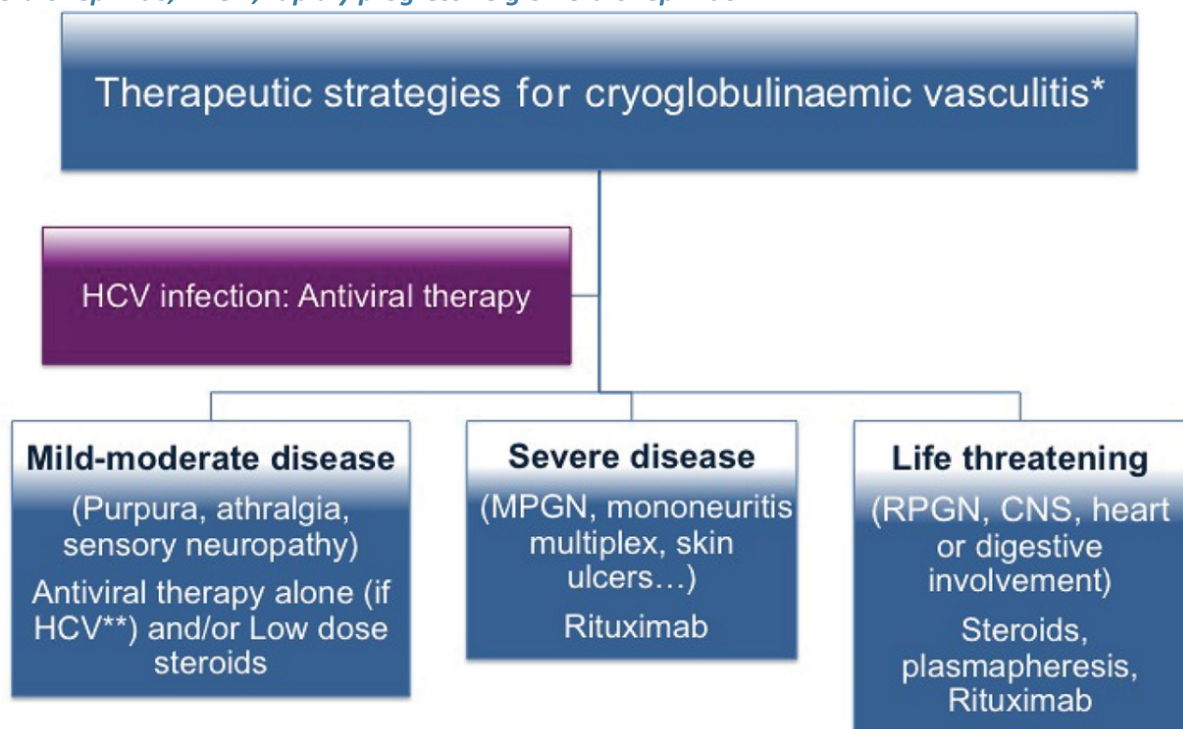 Therapeutic strategies for cryoglobulinaemic vasculitis*
HCV infection: Antiviral therapy
Mild-moderate disease
(Purpura, athralgia,
sensory neuropathy)
Antiviral therapy alone (if
HCV**) and/or Low dose
steroids
Severe disease
(MPGN, mononeuritis
multiplex, skin
ulcers…)
Rituximab
Life threatening
(RPGN, CNS, heart
or digestive
involvement)
Steroids,
plasmapheresis,
Rituximab